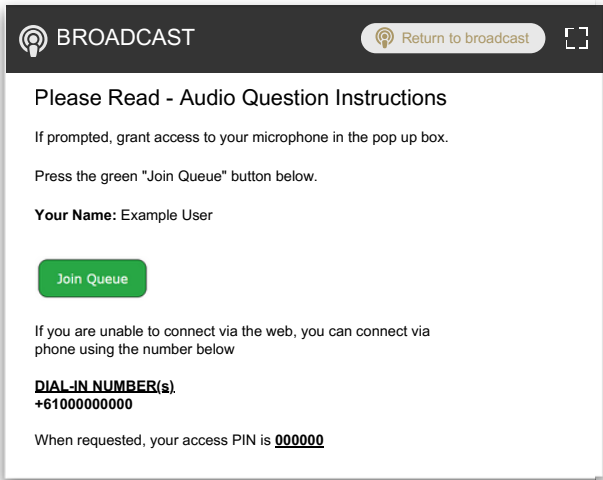 BROADCAST
Return to broadcast
Please Read - Audio Question Instructions
If prompted, grant access to your microphone in the pop up box.
Press the green "Join Queue" button below.
Your Name: Example User
Join Queue
If you are unable to connect via the web, you can connect via
phone using the number below
DIAL-IN NUMBER(s)
+61000000000
When requested, your access PIN is 000000